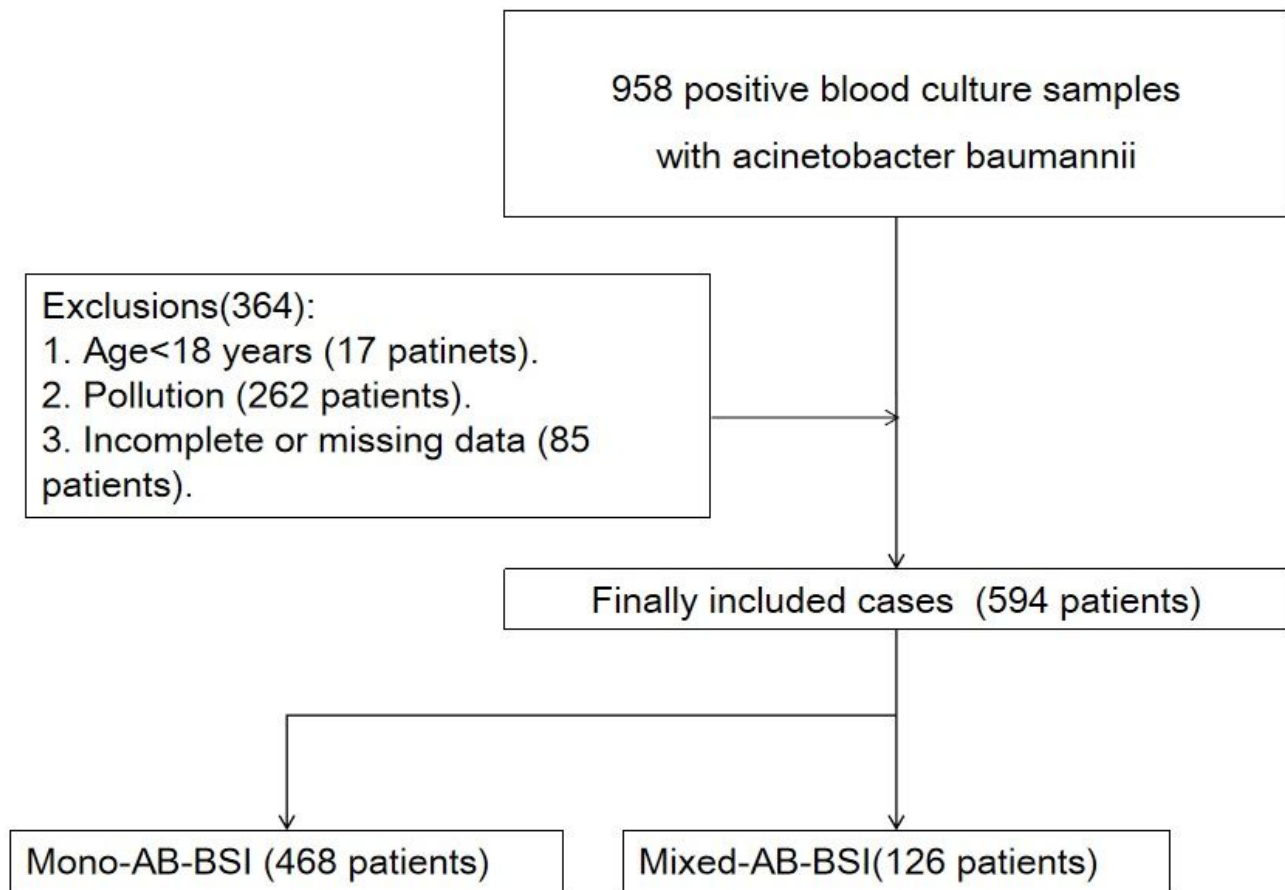 958 positive blood culture samples
with acinetobacter baumannii
Exclusions(364):
1. Age<18 years (17 patinets).
2. Pollution (262 patients).
3. Incomplete or missing data (85
patients).
Finally included cases (594 patients)
Mono-AB-BSI (468 patients)
Mixed-AB-BSI(126 patients)